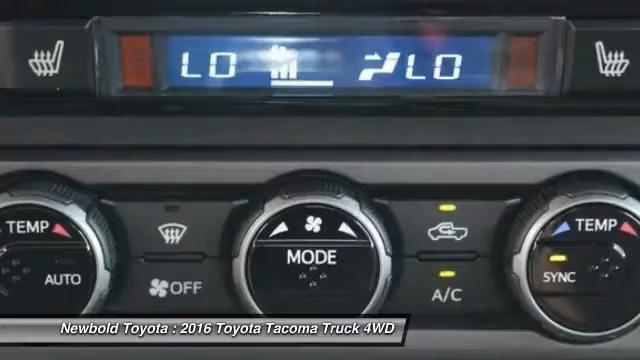 LO LO
TEMP MODE TEMP
AUTO SYNC
OFF A/C
Newbold Toyota : 2016 Toyota Tacoma Truck 4WD